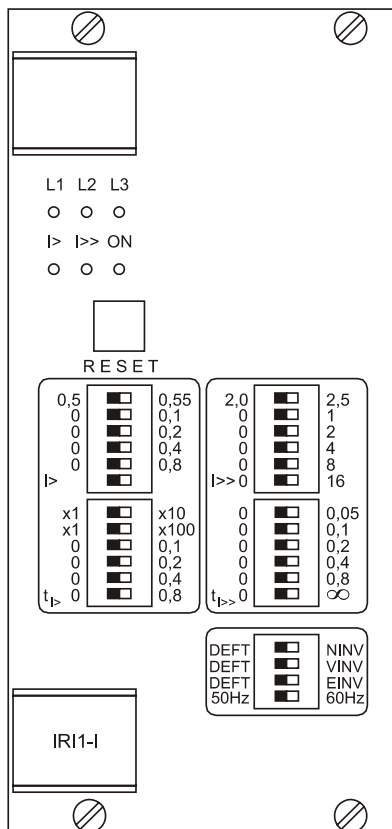 L1 L2 L3
I> I>> ON
RESET
0,5 0,55
0 0,1
0 0,2
0 0,4
0 0,8
I>
x1 x10
x1 x100
0 0,1
0 0,2
0 0,4
tI> 0 0,8
2,0 2,5
0 1
0 2
0 4
0 8
I>> 0 16
0 0,05
0 0,1
0 0,2
0 0,4
0 0,8
tI>> 0 ∞
DEFT NINV
DEFT VINV
DEFT EINV
50Hz 60Hz
IRI1-I